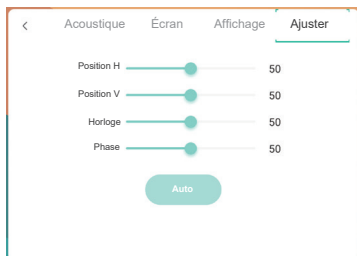 Acoustique Écran Affichage Ajuster
Position H 50
Position V 50
Horloge 50
Phase 50
Auto